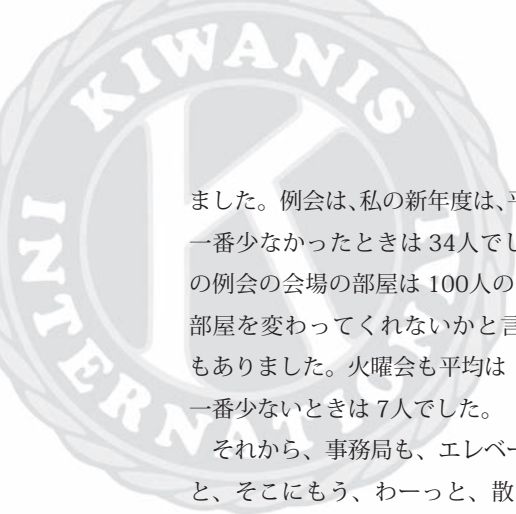 KIWANIS
INTERNATIONAL
K
ました。例会は、私の新年度は、平
一番少なかったときは 34人でし
の例会の会場の部屋は 100人の
部屋を変わってくれないかと言
もありました。火曜会も平均は
一番少ないときは 7人でした。
それから、事務局も、エレベー
と、そこにもう、わーっと、散